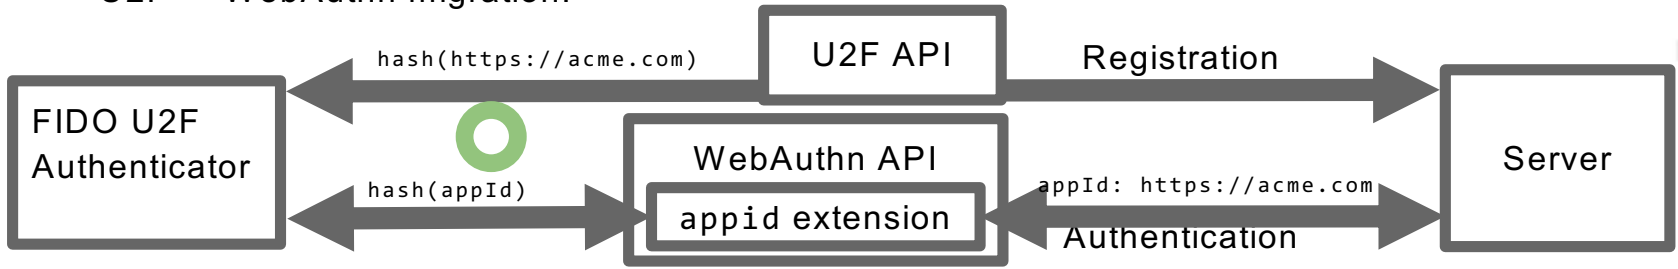 hash(https://acme.com)
U2F API
Registration
FIDO U2F
Authenticator
WebAuthn API
Server
hash(appId)
appId: https://acme.com
appid extension
Authentication